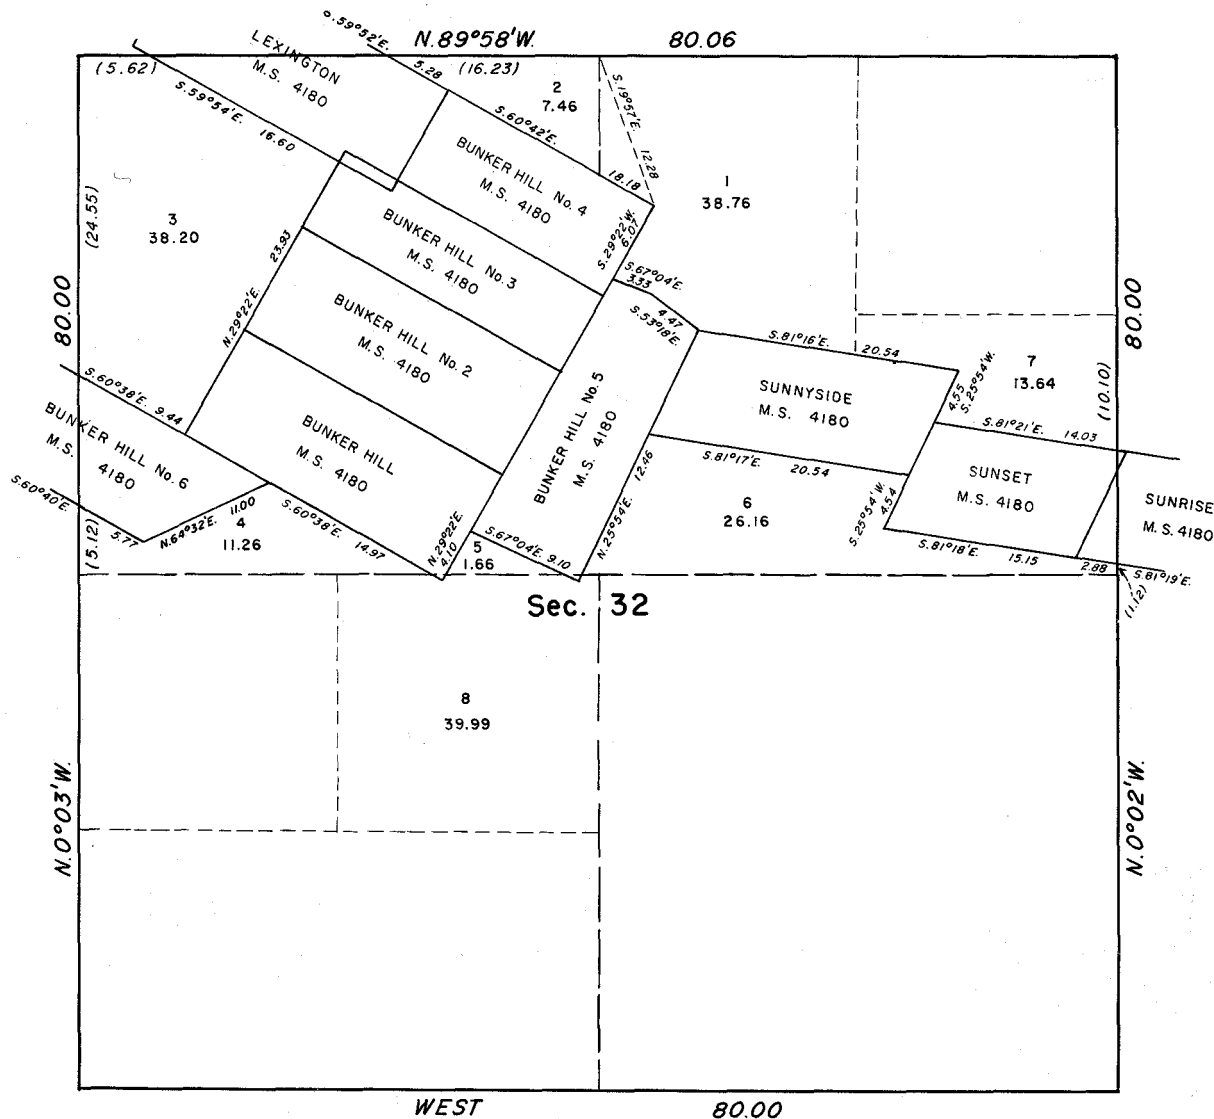 N.89°58'W. 80.06
S.59°52'E.
5.28
(16.23)
(5.62)
LEXINGTON
M.S. 4180
S.59°54'E. 16.60
2
7.46
S.60°42'E.
18.18
S.19°57'E.
12.28
BUNKER HILL No. 4
M.S. 4180
1
38.76
3
38.20
(24.55)
80.00
BUNKER HILL No. 3
M.S. 4180
S.29°22'W.
6.07
S.67°04'E.
3.33
4.47
S.53°18'E.
N.29°22'E. 23.93
BUNKER HILL No. 2
M.S. 4180
S.81°16'E. 20.54
80.00
7
13.64
(10.10)
4.55
S.25°54'W.
SUNNYSIDE
M.S. 4180
S.60°38'E. 9.44
BUNKER HILL
M.S. 4180
BUNKER HILL No. 5
M.S. 4180
S.81°21'E. 14.03
BUNKER HILL No. 6
M.S. 4180
S.81°17'E. 20.54
SUNSET
M.S. 4180
SUNRISE
M.S. 4180
S.60°40'E.
5.77
N.64°32'E. 11.00
(5.12)
4
11.26
S.60°38'E. 14.97
N.29°22'E.
4.10
S.67°04'E. 9.10
5
1.66
N.25°54'E. 12.46
6
26.16
S.25°54'W.
4.54
S.81°18'E. 15.15
2.88
S.81°19'E.
(1.12)
Sec. 32
8
39.99
N.0°03'W.
N.0°02'W.
WEST 80.00